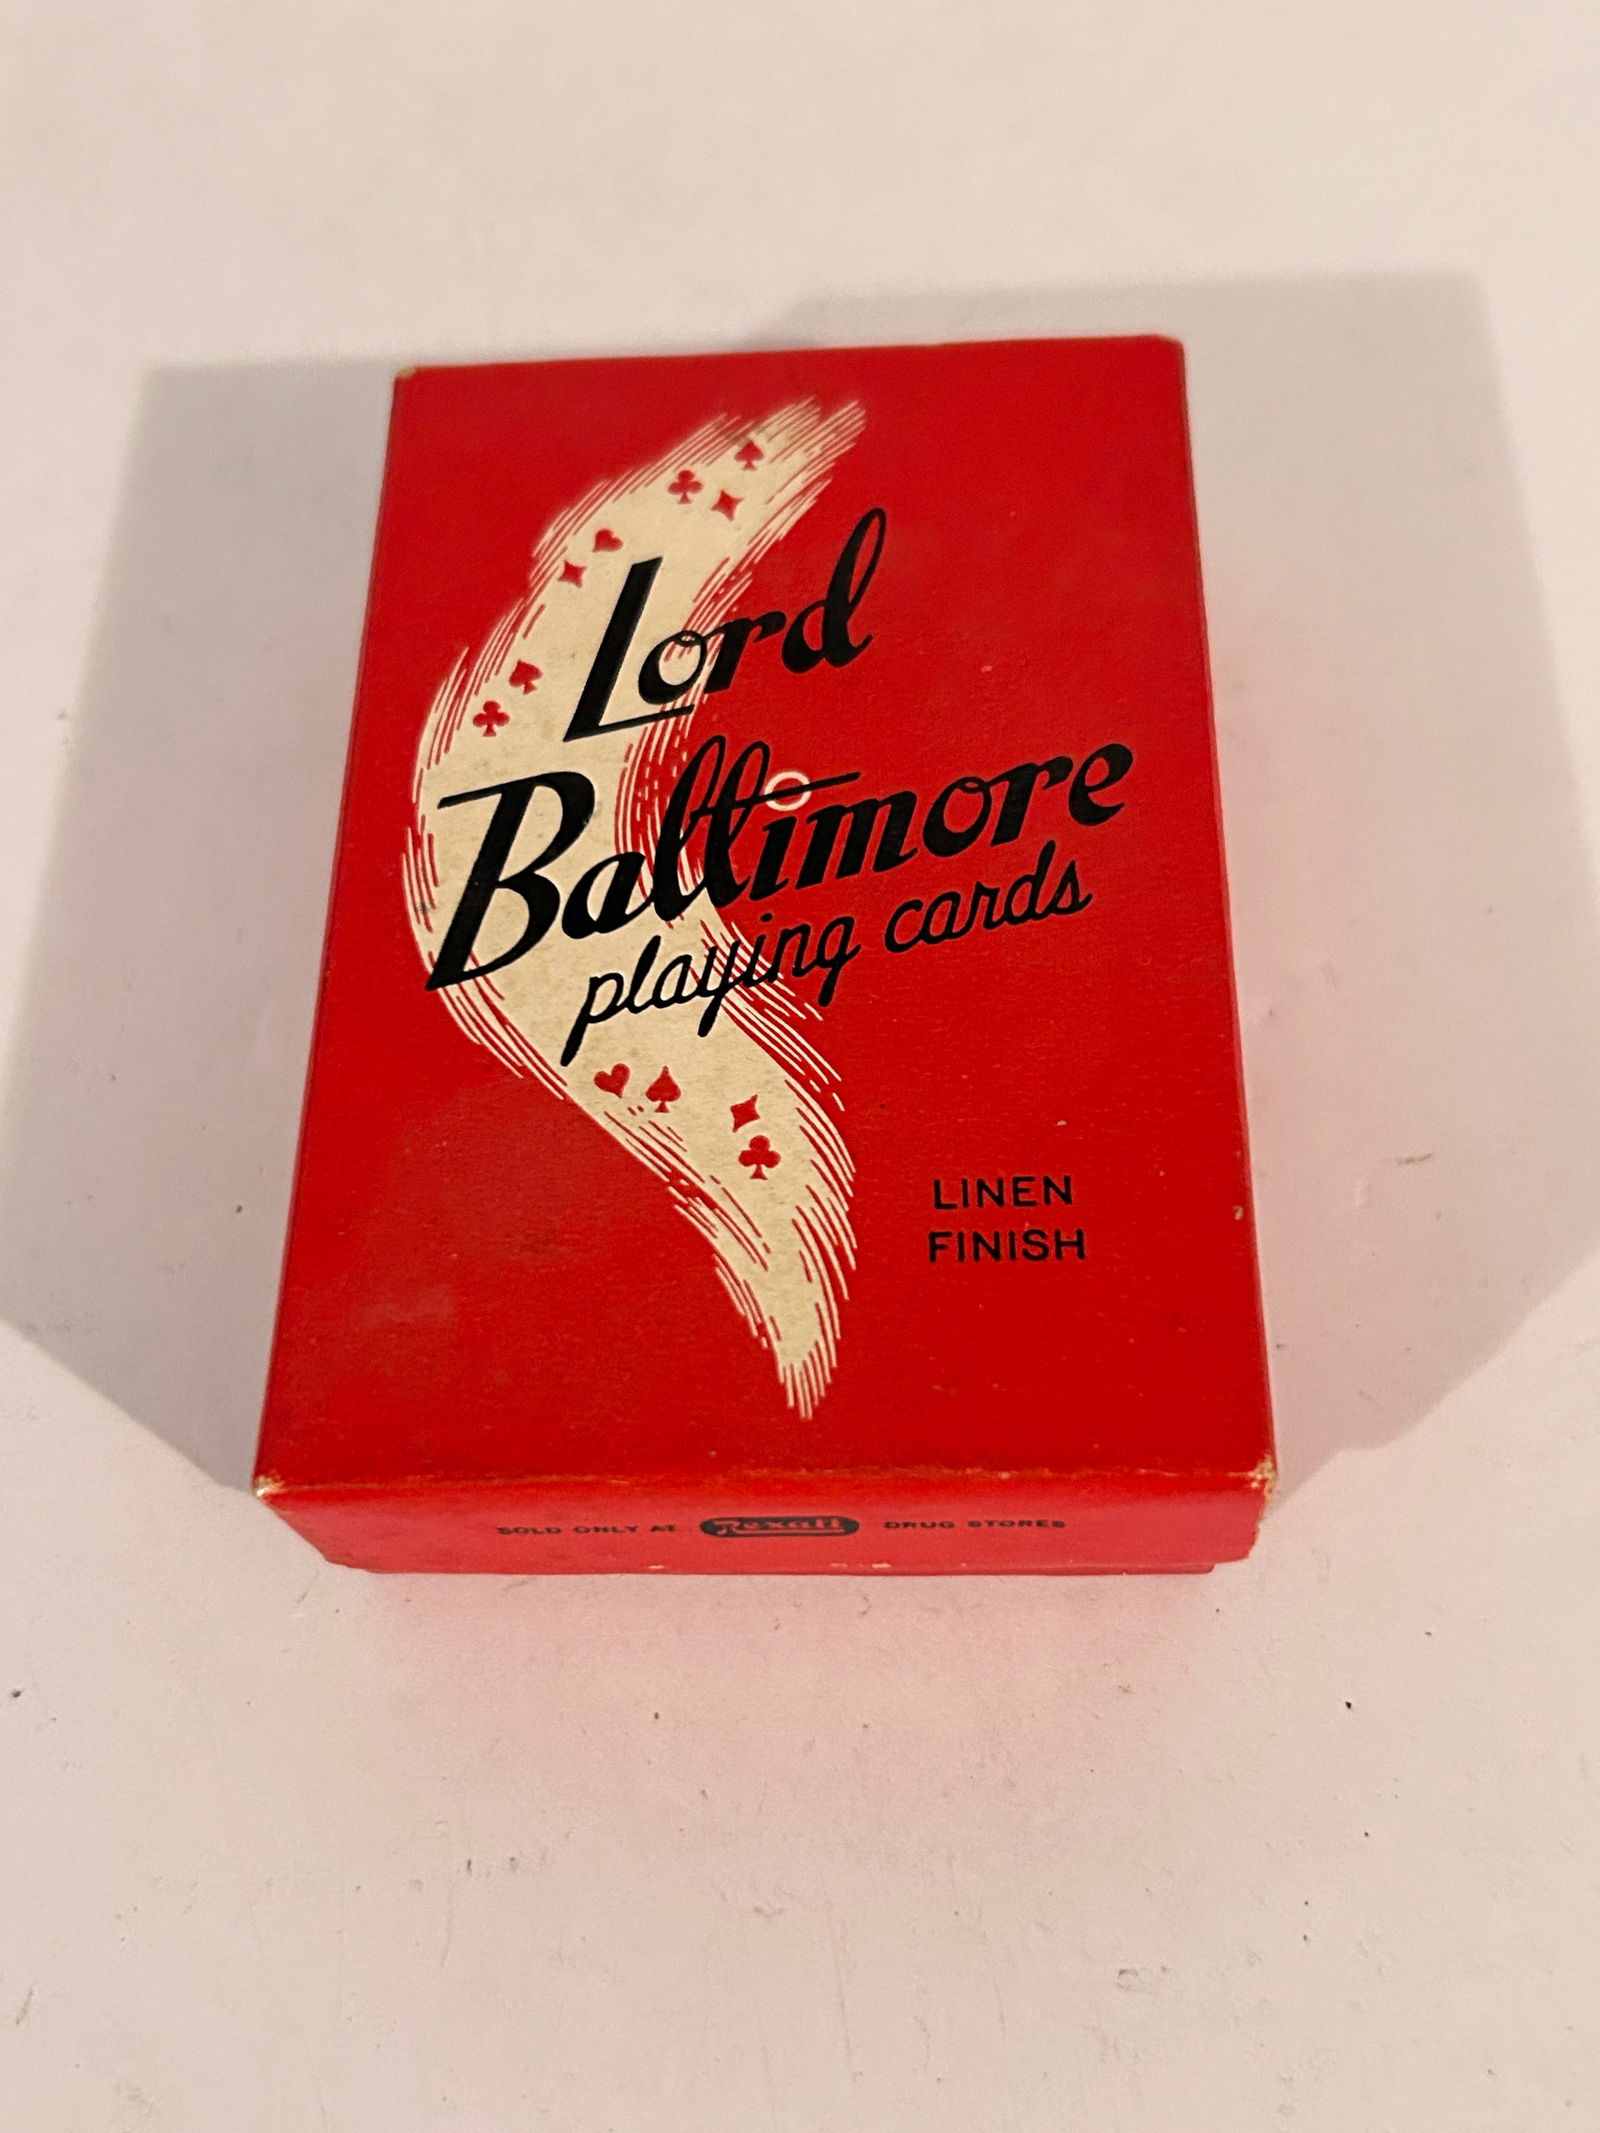 Lord
Baltimore
playing cards
LINEN
FINISH
SOLD ONLY AT Rexall DRUG STORES